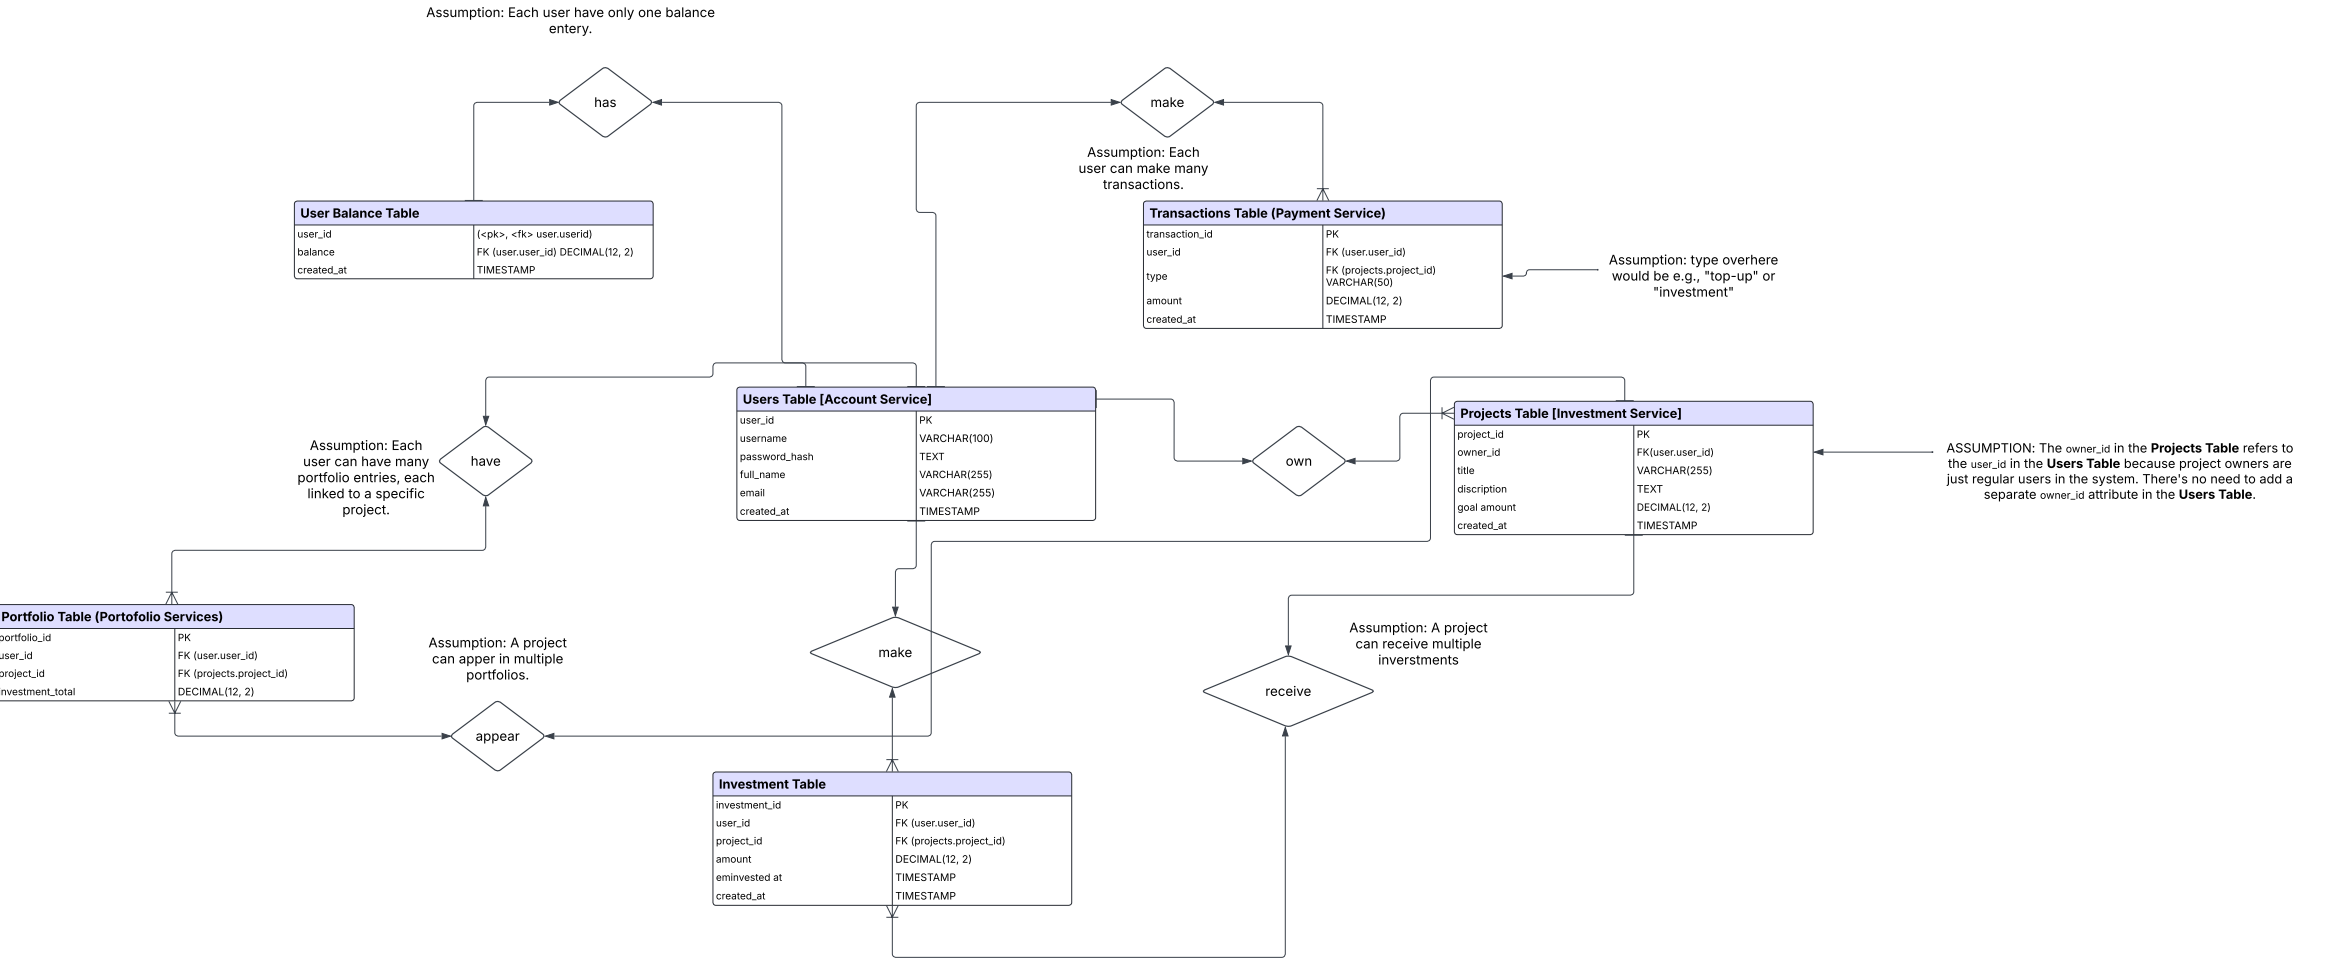 Assumption: Each user have only one balance
entery.
has
make
Assumption: Each
user can make many
transactions.
User Balance Table
user_id (<pk>, <fk> user.userid)
balance FK (user.user_id) DECIMAL(12, 2)
created_at TIMESTAMP
Transactions Table (Payment Service)
transaction_id PK
user_id FK (user.user_id)
type FK (projects.project_id)
VARCHAR(50)
amount DECIMAL(12, 2)
created_at TIMESTAMP
Assumption: type overhere
would be e.g., "top-up" or
"investment"
Assumption: Each
user can have many
portfolio entries, each
linked to a specific
project.
have
Users Table [Account Service]
user_id PK
username VARCHAR(100)
password_hash TEXT
full_name VARCHAR(255)
email VARCHAR(255)
created_at TIMESTAMP
own
Projects Table [Investment Service]
project_id PK
owner_id FK(user.user_id)
title VARCHAR(255)
discription TEXT
goal amount DECIMAL(12, 2)
created_at TIMESTAMP
ASSUMPTION: The owner_id in the Projects Table refers to
the user_id in the Users Table because project owners are
just regular users in the system. There's no need to add a
separate owner_id attribute in the Users Table.
Portfolio Table (Portofolio Services)
portfolio_id PK
user_id FK (user.user_id)
project_id FK (projects.project_id)
investment_total DECIMAL(12, 2)
Assumption: A project
can apper in multiple
portfolios.
appear
make
Assumption: A project
can receive multiple
inverstments
receive
Investment Table
investment_id PK
user_id FK (user.user_id)
project_id FK (projects.project_id)
amount DECIMAL(12, 2)
eminvested at TIMESTAMP
created_at TIMESTAMP